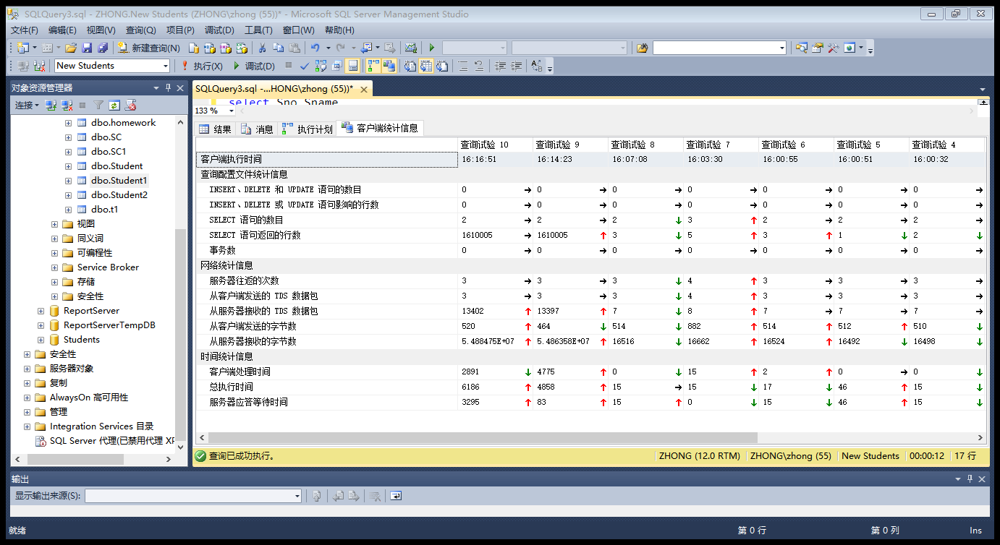 SQLQuery3.sql - ZHONG.New Students (ZHONG\zhong (55))* - Microsoft SQL Server Management Studio
文件(F) 编辑(E) 视图(V) 查询(Q) 项目(P) 调试(D) 工具(T) 窗口(W) 帮助(H)
新建查询(N)
New Students 执行(X) 调试(D)
对象资源管理器
连接
dbo.homework
dbo.SC
dbo.SC1
dbo.Student
dbo.Student1
dbo.Student2
dbo.t1
视图
同义词
可编程性
Service Broker
存储
安全性
ReportServer
ReportServerTempDB
Students
安全性
服务器对象
复制
AlwaysOn 高可用性
管理
Integration Services 目录
SQL Server 代理(已禁用代理 XP
SQLQuery3.sql -...HONG\zhong (55))*
select Sno,Sname
133 %
结果 消息 执行计划 客户端统计信息
查询试验 10 查询试验 9 查询试验 8 查询试验 7 查询试验 6 查询试验 5 查询试验 4
客户端执行时间 16:16:51 16:14:23 16:07:08 16:03:30 16:00:55 16:00:51 16:00:32
查询配置文件统计信息
INSERT、DELETE 和 UPDATE 语句的数目 0 → 0 → 0 → 0 → 0 → 0 → 0 →
INSERT、DELETE 或 UPDATE 语句影响的行数 0 → 0 → 0 → 0 → 0 → 0 → 0 →
SELECT 语句的数目 2 → 2 → 2 ↓ 3 ↑ 2 → 2 → 2 →
SELECT 语句返回的行数 1610005 → 1610005 ↑ 3 ↓ 5 ↑ 3 ↑ 1 ↓ 2 ↓
事务数 0 → 0 → 0 → 0 → 0 → 0 → 0 →
网络统计信息
服务器往返的次数 3 → 3 → 3 ↓ 4 ↑ 3 → 3 → 3 →
从客户端发送的 TDS 数据包 3 → 3 → 3 ↓ 4 ↑ 3 → 3 → 3 →
从服务器接收的 TDS 数据包 13402 ↑ 13397 ↑ 7 ↓ 8 ↑ 7 → 7 → 7 →
从客户端发送的字节数 520 ↑ 464 ↓ 514 ↓ 882 ↑ 514 ↑ 512 ↑ 510 ↓
从服务器接收的字节数 5.488475E+07 ↑ 5.486358E+07 ↑ 16516 ↓ 16662 ↑ 16524 ↑ 16492 ↓ 16498 ↓
时间统计信息
客户端处理时间 2891 ↓ 4775 ↑ 0 ↓ 15 ↑ 2 ↑ 0 → 0 ↓
总执行时间 6186 ↑ 4858 ↑ 15 → 15 ↓ 17 ↓ 46 ↑ 15 ↓
服务器应答等待时间 3295 ↑ 83 ↑ 15 ↑ 0 ↓ 15 ↓ 46 ↑ 15 ↓
查询已成功执行。 ZHONG (12.0 RTM) ZHONG\zhong (55) New Students 00:00:12 17 行
输出
显示输出来源(S):
就绪 第 0 行 第 0 列 Ins